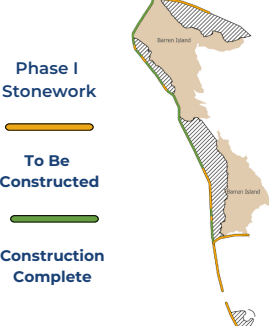 Phase I
Stonework
To Be
Constructed
Construction
Complete
Barren Island
Barren Island